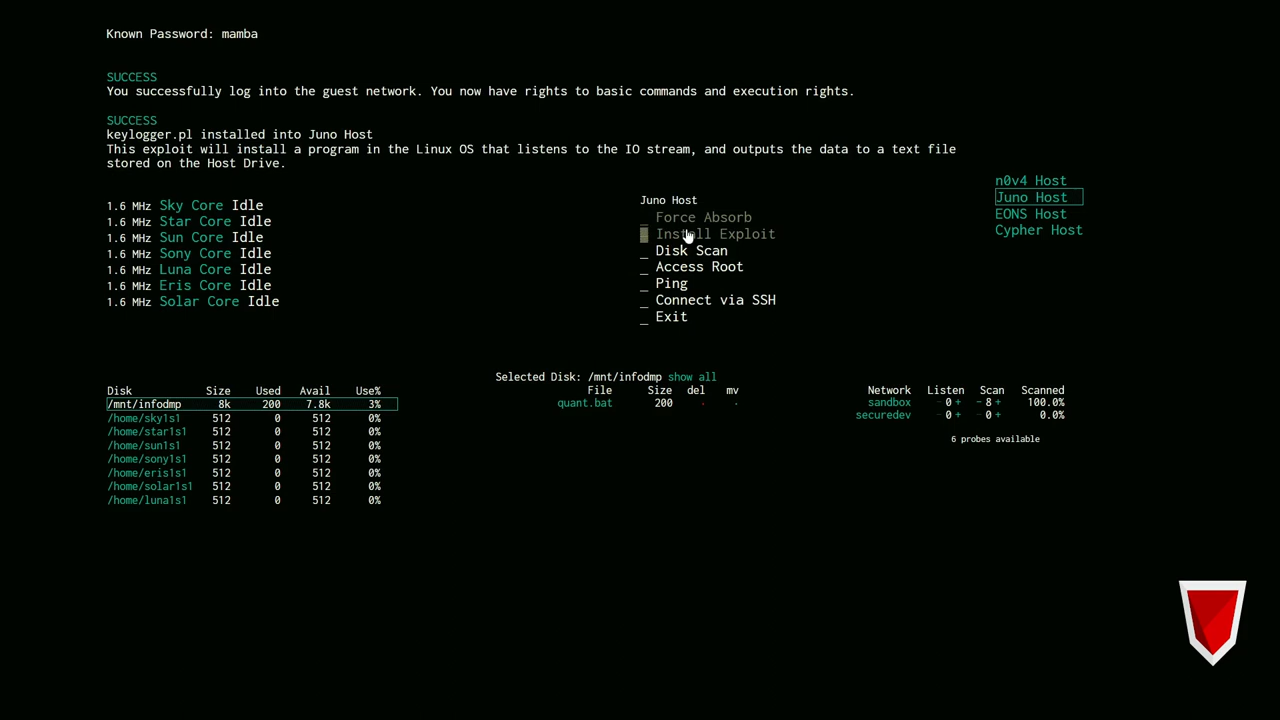 Known Password: mamba
SUCCESS
You successfully log into the guest network. You now have rights to basic commands and execution rights.
SUCCESS
keylogger.pl installed into Juno Host
This exploit will install a program in the Linux OS that listens to the IO stream, and outputs the data to a text file
stored on the Host Drive.
1.6 MHz Sky Core Idle
1.6 MHz Star Core Idle
1.6 MHz Sun Core Idle
1.6 MHz Sony Core Idle
1.6 MHz Luna Core Idle
1.6 MHz Eris Core Idle
1.6 MHz Solar Core Idle
Juno Host
_ Force Absorb
Install Exploit
_ Disk Scan
_ Access Root
_ Ping
_ Connect via SSH
_ Exit
n0v4 Host
Juno Host
EONS Host
Cypher Host
Disk Size Used Avail Use%
/mnt/infodmp 8k 200 7.8k 3%
/home/sky1s1 512 0 512 0%
/home/star1s1 512 0 512 0%
/home/sun1s1 512 0 512 0%
/home/sony1s1 512 0 512 0%
/home/eris1s1 512 0 512 0%
/home/solar1s1 512 0 512 0%
/home/luna1s1 512 0 512 0%
Selected Disk: /mnt/infodmp show all
File Size del mv
quant.bat 200 . .
Network Listen Scan Scanned
sandbox -0+ -8+ 100.0%
securedev -0+ -0+ 0.0%
6 probes available